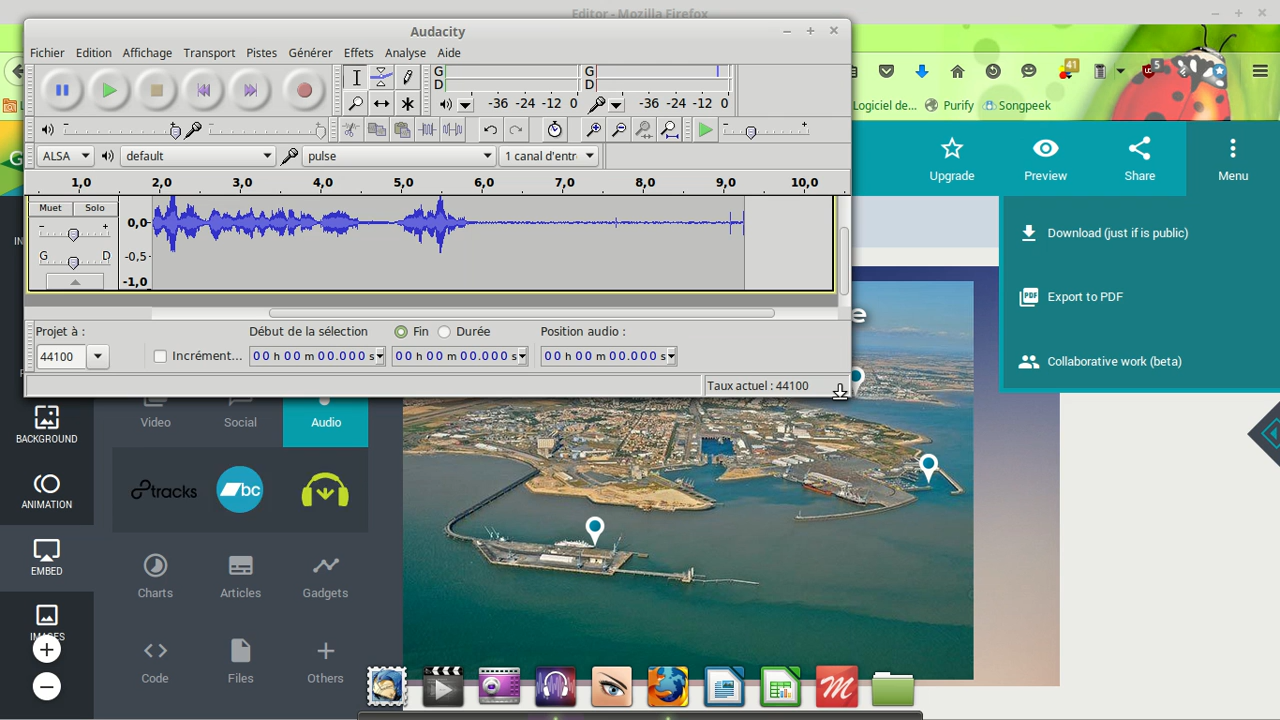 Editor - Mozilla Firefox
Audacity
Fichier Edition Affichage Transport Pistes Générer Effets Analyse Aide
G
D
-36 -24 -12 0
G
D
-36 -24 -12 0
41
5
Logiciel de... Purify Songpeek
ALSA default pulse 1 canal d'entr
1,0 2,0 3,0 4,0 5,0 6,0 7,0 8,0 9,0 10,0
Muet Solo
- +
G D
0,0
-0,5
-1,0
Projet à :
44100
Incrément...
Début de la sélection
00 h 00 m 00.000 s
Fin Durée
00 h 00 m 00.000 s
Position audio :
00 h 00 m 00.000 s
Taux actuel : 44100
Upgrade Preview Share Menu
Download (just if is public)
PDF Export to PDF
Collaborative work (beta)
BACKGROUND
ANIMATION
EMBED
IMAGES
Video Social Audio
8tracks bc
Charts Articles Gadgets
Code Files Others
e
M